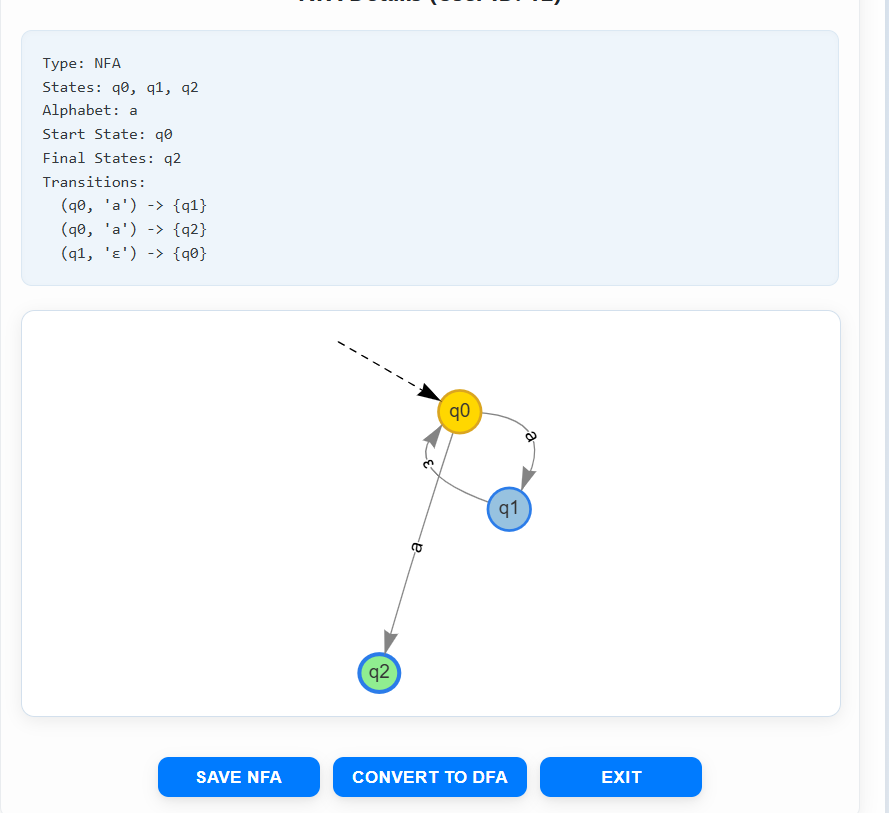 Type: NFA
States: q0, q1, q2
Alphabet: a
Start State: q0
Final States: q2
Transitions:
(q0, 'a') -> {q1}
(q0, 'a') -> {q2}
(q1, 'ε') -> {q0}
q0
a
ε
q1
a
q2
SAVE NFA
CONVERT TO DFA
EXIT